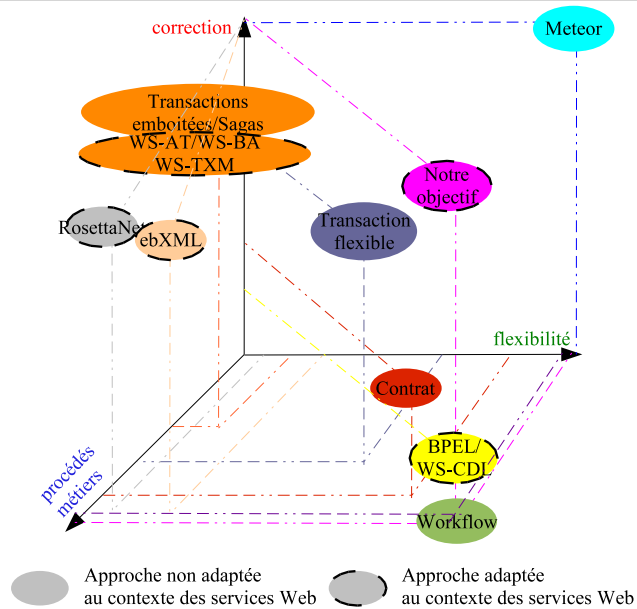 correction
Meteor
Transactions
emboitées/Sagas
WS-AT/WS-BA
WS-TXM
Notre
objectif
RosettaNet
ebXML
Transaction
flexible
flexibilité
Contrat
BPEL/
WS-CDL
procédés
métiers
Workflow
Approche non adaptée
au contexte des services Web
Approche adaptée
au contexte des services Web